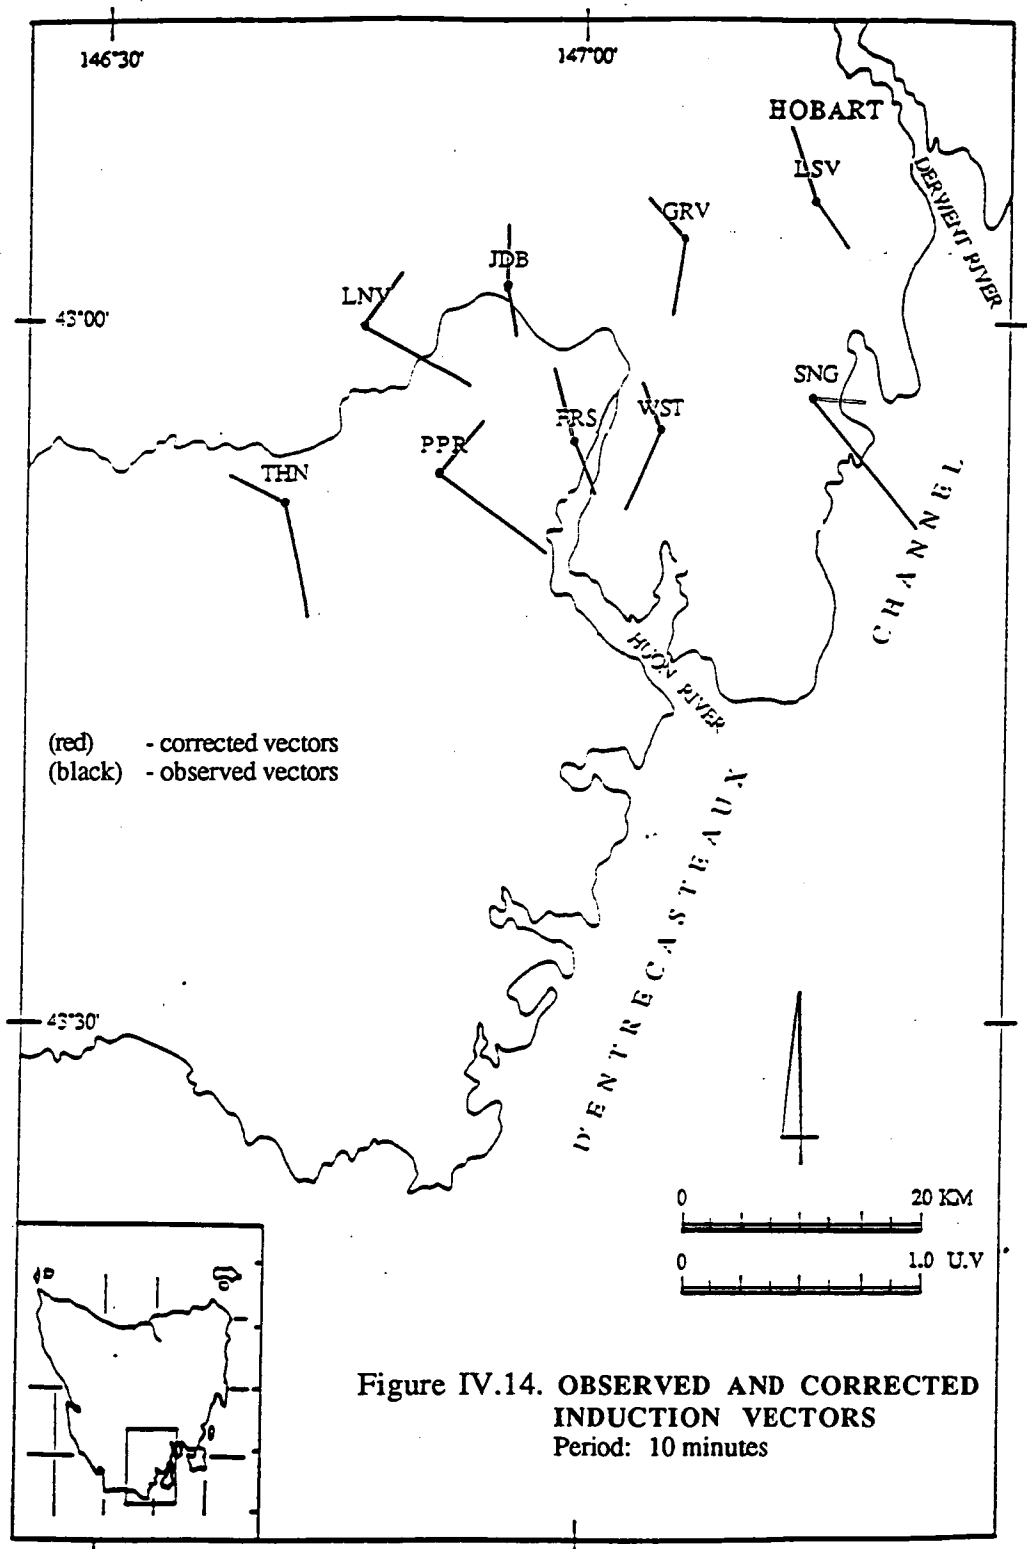 146°30'
147°00'
HOBART
LSV
DERWENT RIVER
GRV
JDB
LNV
43°00'
SNG
WST
FRS
PPR
THN
CHANNEL
HUON RIVER
(red) - corrected vectors
(black) - observed vectors
D'ENTRECASTEAUX
43°30'
0 20 KM
0 1.0 U.V
Figure IV.14. OBSERVED AND CORRECTED
INDUCTION VECTORS
Period: 10 minutes